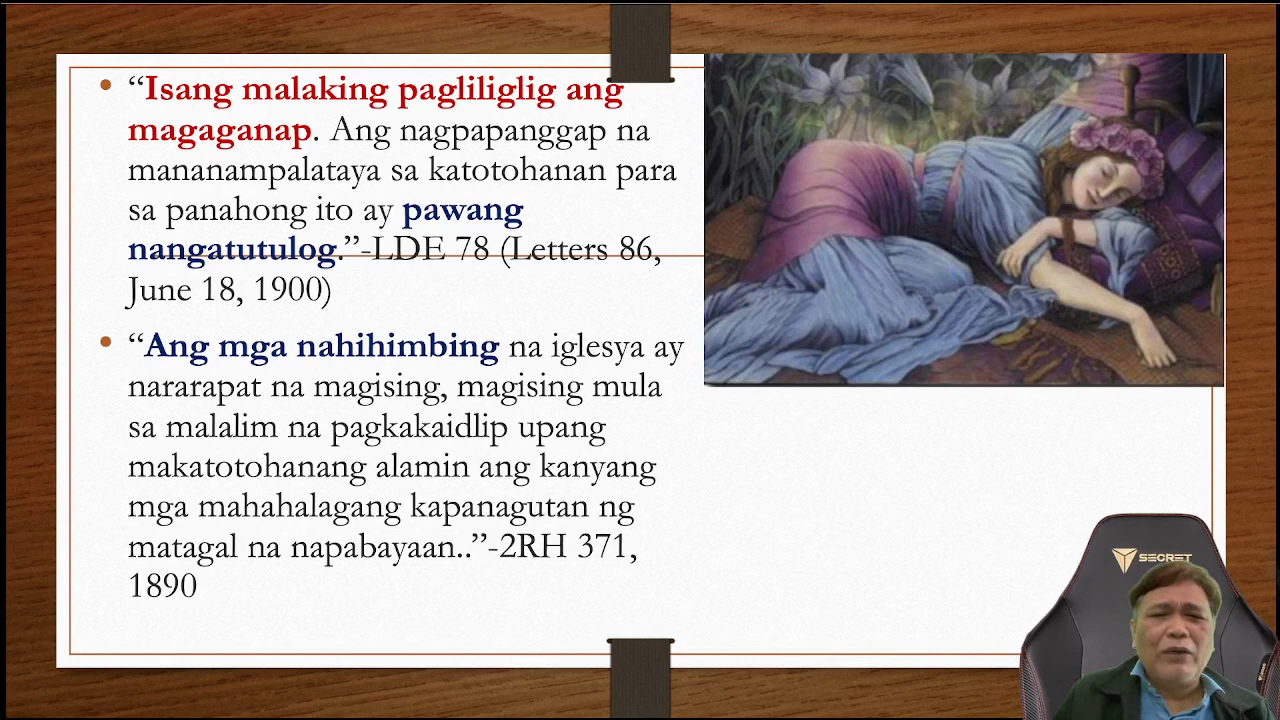 “Isang malaking pagliliglig ang
magaganap. Ang nagpapanggap na
mananampalataya sa katotohanan para
sa panahong ito ay pawang
nangatutulog.”-LDE 78 (Letters 86,
June 18, 1900)
“Ang mga nahihimbing na iglesya ay
nararapat na magising, magising mula
sa malalim na pagkakaidlip upang
makatotohanang alamin ang kanyang
mga mahahalagang kapanagutan ng
matagal na napabayaan..”-2RH 371,
1890
SECRET